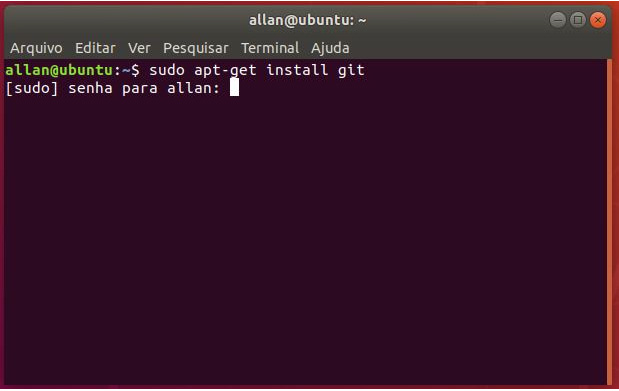 allan@ubuntu: ~
Arquivo Editar Ver Pesquisar Terminal Ajuda
allan@ubuntu:~$ sudo apt-get install git
[sudo] senha para allan: